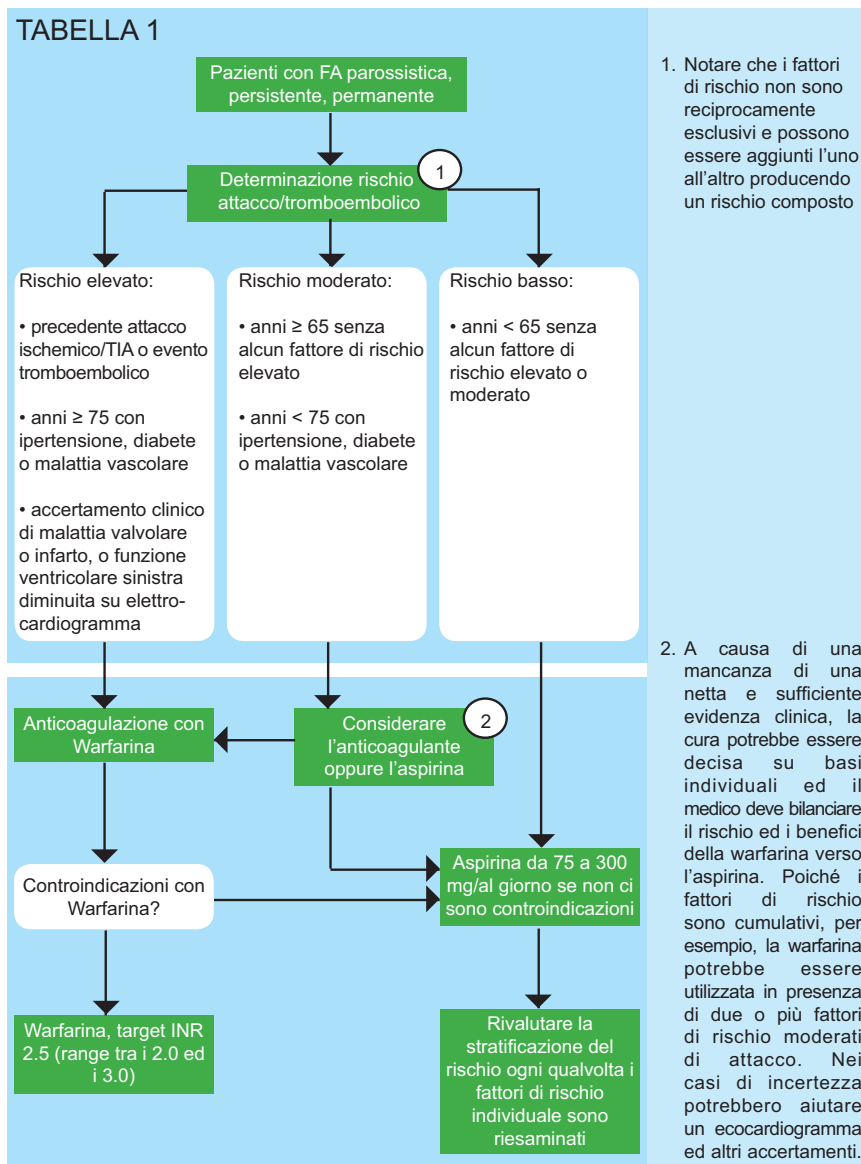 TABELLA 1
Pazienti con FA parossistica,
persistente, permanente
Determinazione rischio
attacco/tromboembolico
1
Rischio elevato:
• precedente attacco
ischemico/TIA o evento
tromboembolico
• anni ≥ 75 con
ipertensione, diabete
o malattia vascolare
• accertamento clinico
di malattia valvolare
o infarto, o funzione
ventricolare sinistra
diminuita su elettro-
cardiogramma
Rischio moderato:
• anni ≥ 65 senza
alcun fattore di rischio
elevato
• anni < 75 con
ipertensione, diabete
o malattia vascolare
Rischio basso:
• anni < 65 senza
alcun fattore di
rischio elevato o
moderato
Anticoagulazione con
Warfarina
Considerare
l'anticoagulante
oppure l'aspirina
2
Controindicazioni con
Warfarina?
Aspirina da 75 a 300
mg/al giorno se non ci
sono controindicazioni
Warfarina, target INR
2.5 (range tra i 2.0 ed
i 3.0)
Rivalutare la
stratificazione del
rischio ogni qualvolta i
fattori di rischio
individuale sono
riesaminati
1. Notare che i fattori
di rischio non sono
reciprocamente
esclusivi e possono
essere aggiunti l'uno
all'altro producendo
un rischio composto
2. A causa di una
mancanza di una
netta e sufficiente
evidenza clinica, la
cura potrebbe essere
decisa su basi
individuali ed il
medico deve bilanciare
il rischio ed i benefici
della warfarina verso
l'aspirina. Poiché i
fattori di rischio
sono cumulativi, per
esempio, la warfarina
potrebbe essere
utilizzata in presenza
di due o più fattori
di rischio moderati
di attacco. Nei
casi di incertezza
potrebbero aiutare
un ecocardiogramma
ed altri accertamenti.